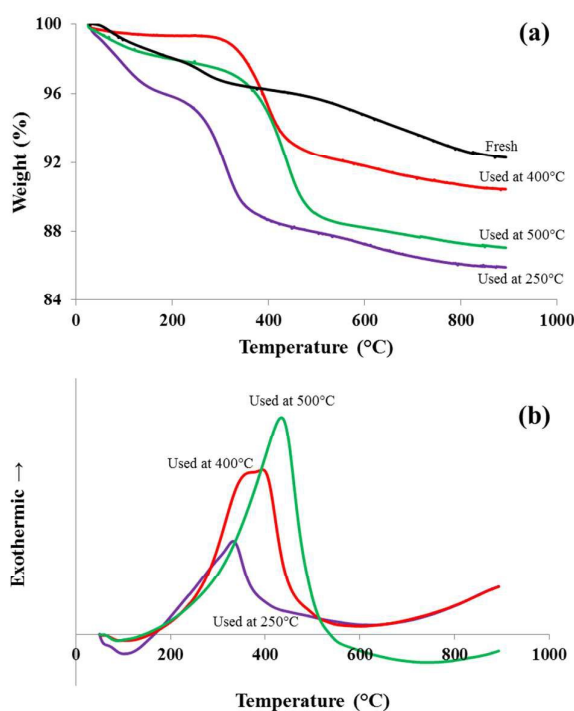 (a)
100
96
92
88
84
Weight (%)
Fresh
Used at 400°C
Used at 500°C
Used at 250°C
0 200 400 600 800 1000
Temperature (°C)
(b)
Used at 500°C
Used at 400°C
Used at 250°C
Exothermic →
0 200 400 600 800 1000
Temperature (°C)